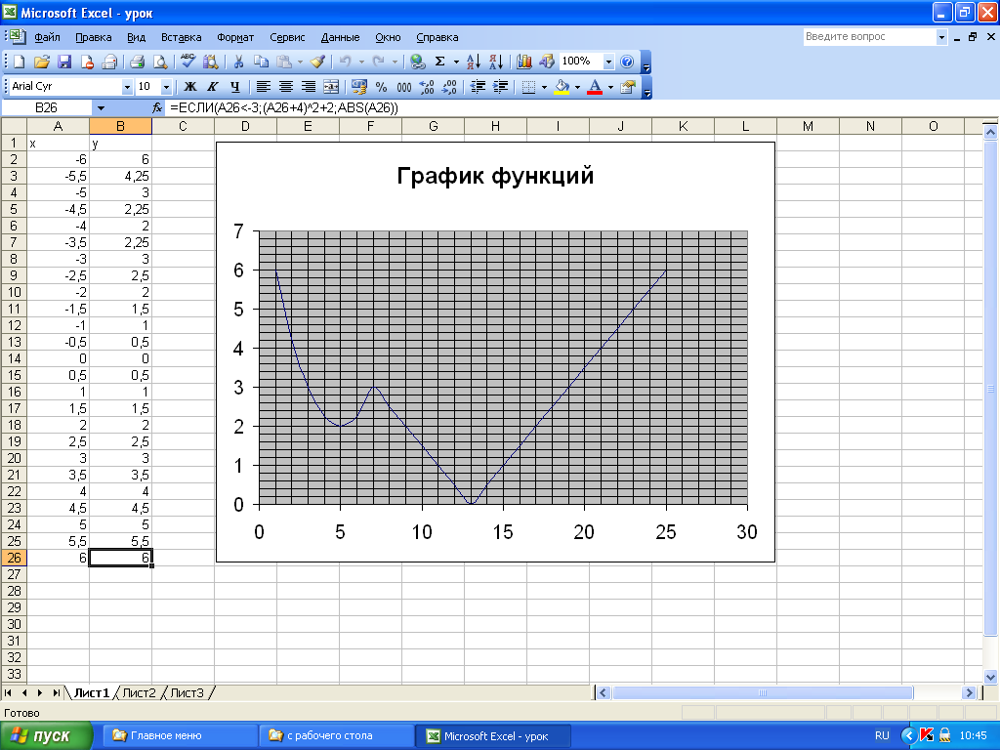 Microsoft Excel - урок
Файл Правка Вид Вставка Формат Сервис Данные Окно Справка
Введите вопрос
100%
Arial Cyr 10 Ж К Ч % 000
B26 fx =ЕСЛИ(A26<-3;(A26+4)^2+2;ABS(A26))
A B C D E F G H I J K L M N O
1 x y
2 -6 6
3 -5,5 4,25
4 -5 3
5 -4,5 2,25
6 -4 2
7 -3,5 2,25
8 -3 3
9 -2,5 2,5
10 -2 2
11 -1,5 1,5
12 -1 1
13 -0,5 0,5
14 0 0
15 0,5 0,5
16 1 1
17 1,5 1,5
18 2 2
19 2,5 2,5
20 3 3
21 3,5 3,5
22 4 4
23 4,5 4,5
24 5 5
25 5,5 5,5
26 6 6
27
28
29
30
31
32
33
График функций
7
6
5
4
3
2
1
0
0 5 10 15 20 25 30
Лист1 Лист2 Лист3
Готово
пуск Главное меню с рабочего стола Microsoft Excel - урок RU 10:45